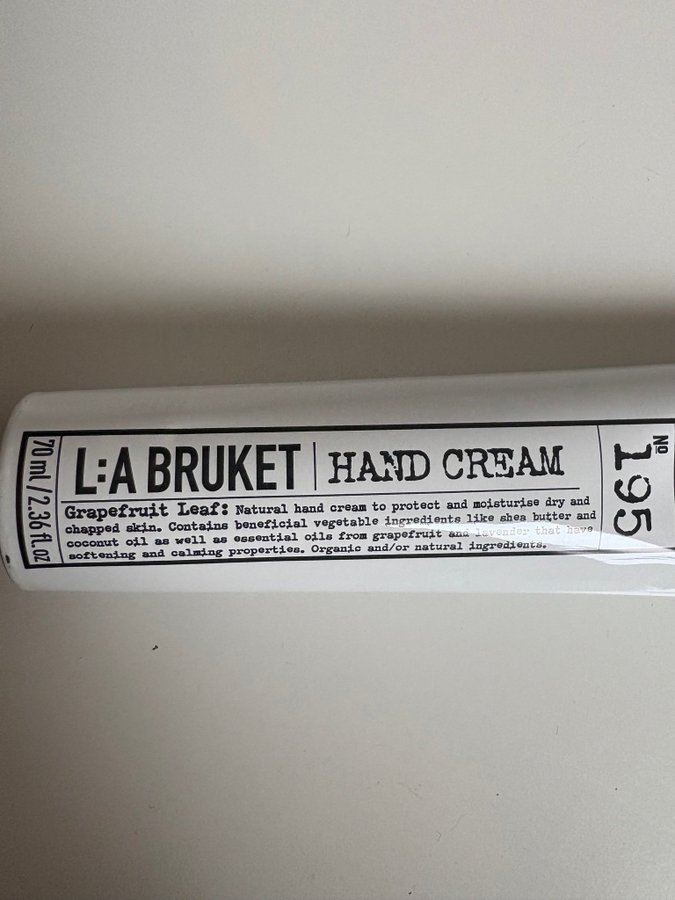 L:A BRUKET | HAND CREAM
Grapefruit Leaf: Natural hand cream to protect and moisturise dry and
chapped skin. Contains beneficial vegetable ingredients like shea butter and
coconut oil as well as essential oils from grapefruit and lavender that have
softening and calming properties. Organic and/or natural ingredients.
70 ml / 2.36 fl.oz
No 195